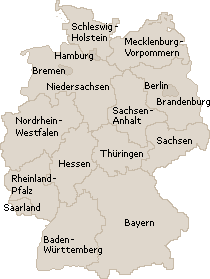 Schleswig-
Holstein
Mecklenburg-
Vorpommern
Hamburg
Bremen
Niedersachsen
Berlin
Brandenburg
Sachsen-
Anhalt
Nordrhein-
Westfalen
Sachsen
Thüringen
Hessen
Rheinland-
Pfalz
Saarland
Bayern
Baden-
Württemberg